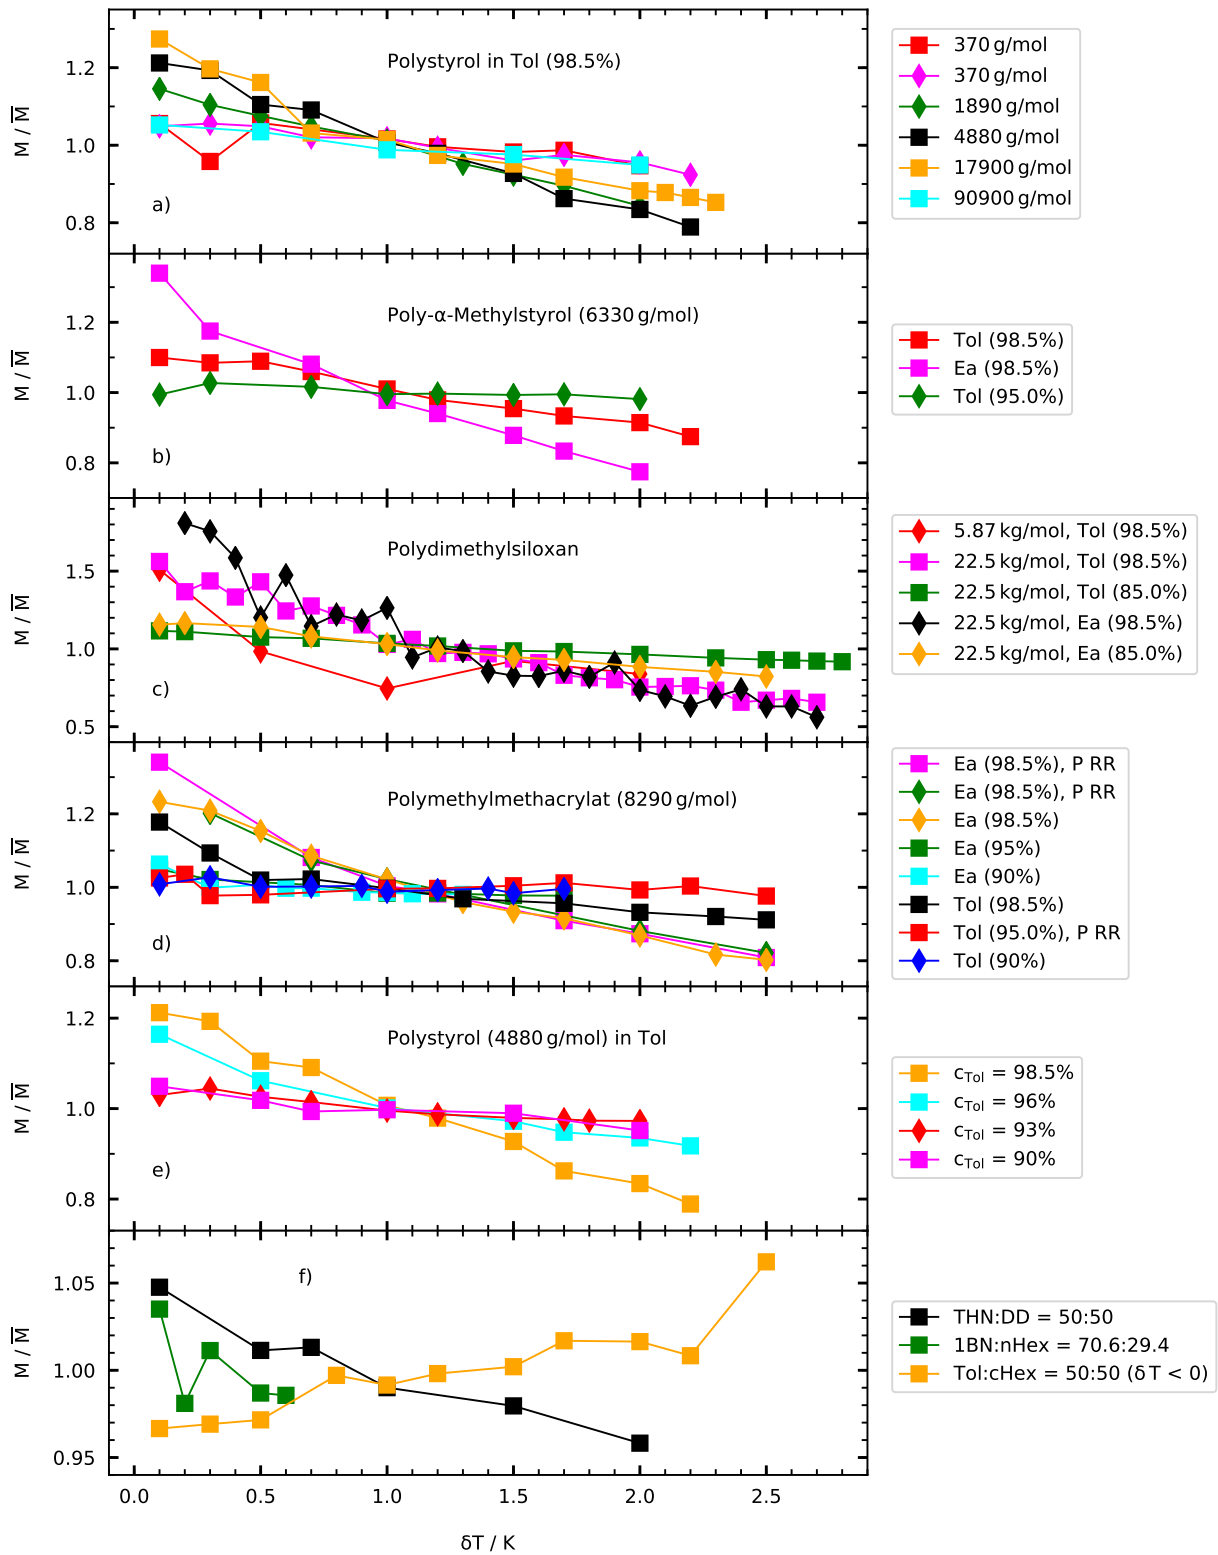 1.2
1.0
0.8
M / M
Polystyrol in Tol (98.5%)
a)
370 g/mol
370 g/mol
1890 g/mol
4880 g/mol
17900 g/mol
90900 g/mol
1.2
1.0
0.8
M / M
Poly-α-Methylstyrol (6330 g/mol)
b)
Tol (98.5%)
Ea (98.5%)
Tol (95.0%)
1.5
1.0
0.5
M / M
Polydimethylsiloxan
c)
5.87 kg/mol, Tol (98.5%)
22.5 kg/mol, Tol (98.5%)
22.5 kg/mol, Tol (85.0%)
22.5 kg/mol, Ea (98.5%)
22.5 kg/mol, Ea (85.0%)
1.2
1.0
0.8
M / M
Polymethylmethacrylat (8290 g/mol)
d)
Ea (98.5%), P RR
Ea (98.5%), P RR
Ea (98.5%)
Ea (95%)
Ea (90%)
Tol (98.5%)
Tol (95.0%), P RR
Tol (90%)
1.2
1.0
0.8
M / M
Polystyrol (4880 g/mol) in Tol
e)
cTol = 98.5%
cTol = 96%
cTol = 93%
cTol = 90%
1.05
1.00
0.95
M / M
f)
THN:DD = 50:50
1BN:nHex = 70.6:29.4
Tol:cHex = 50:50 (δ T < 0)
0.0 0.5 1.0 1.5 2.0 2.5
δT / K